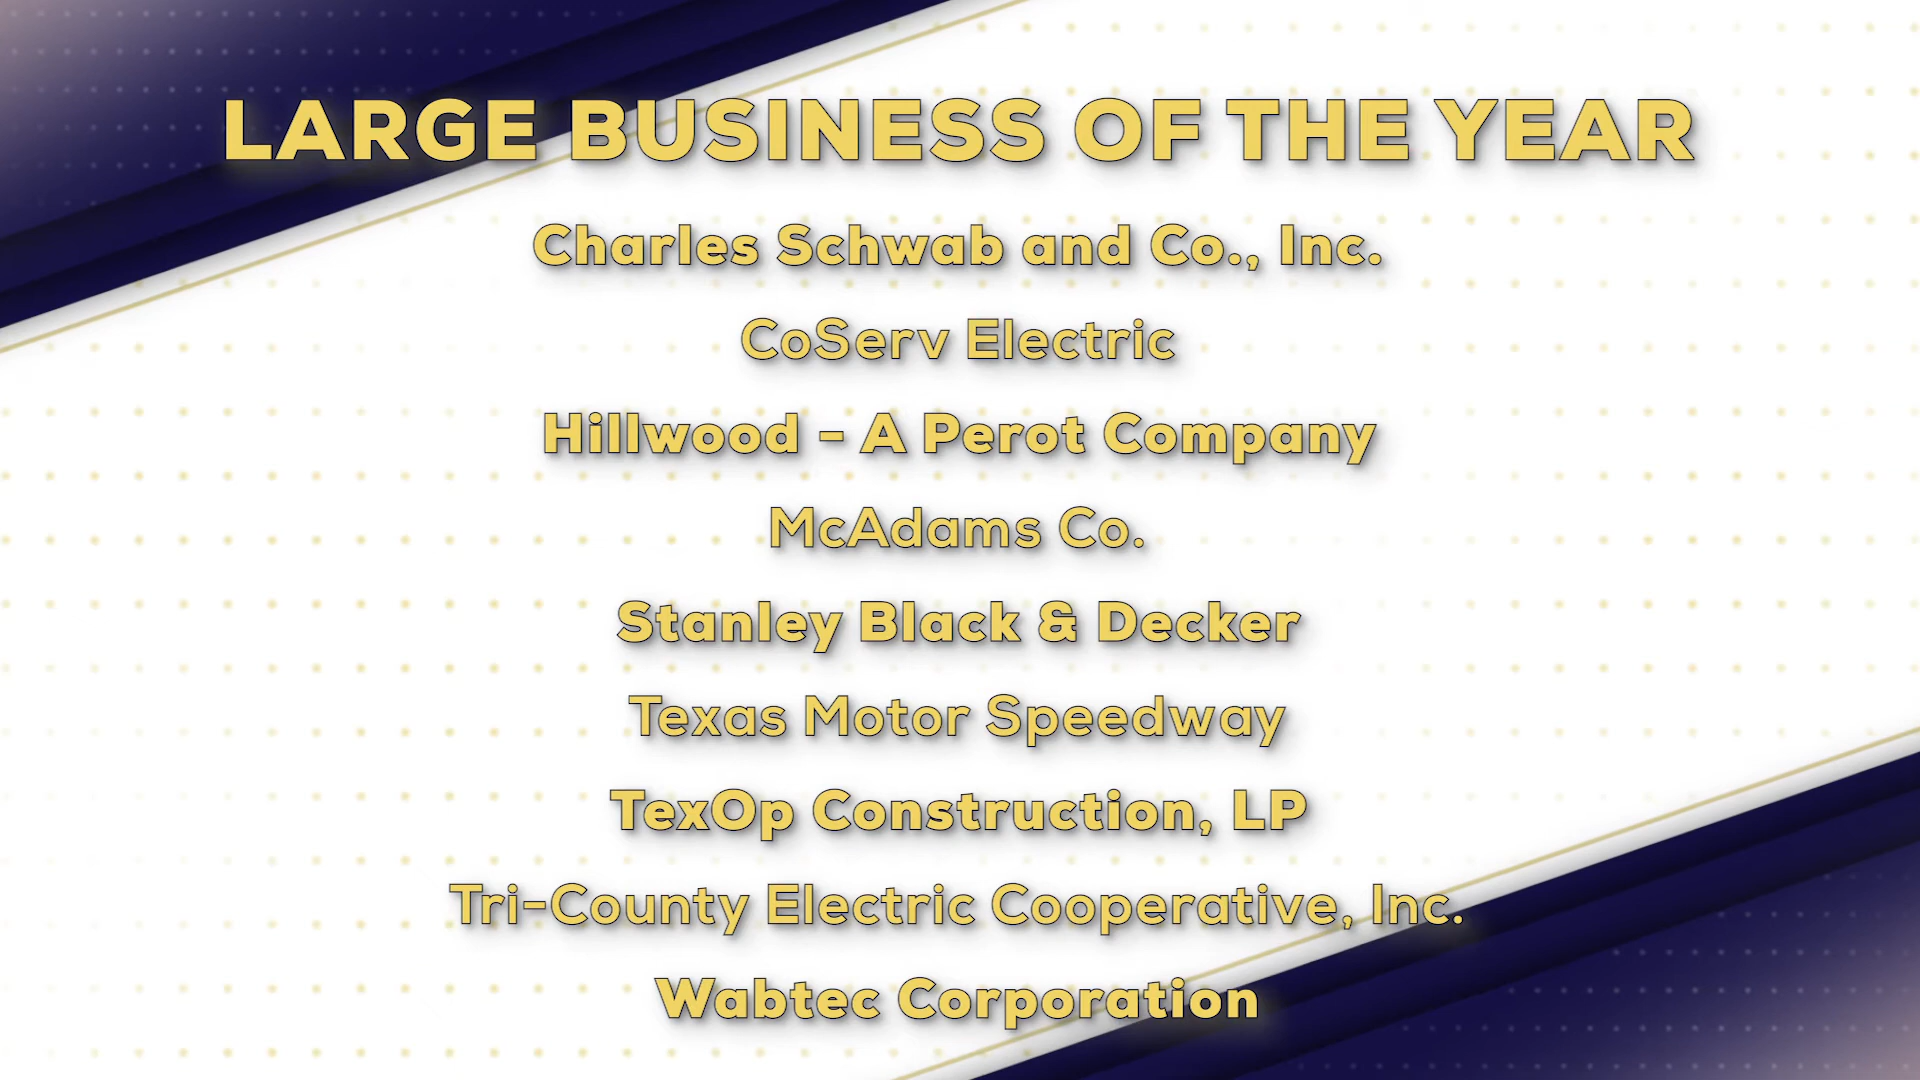 LARGE BUSINESS OF THE YEAR
Charles Schwab and Co., Inc.
CoServ Electric
Hillwood - A Perot Company
McAdams Co.
Stanley Black & Decker
Texas Motor Speedway
TexOp Construction, LP
Tri-County Electric Cooperative, Inc.
Wabtec Corporation